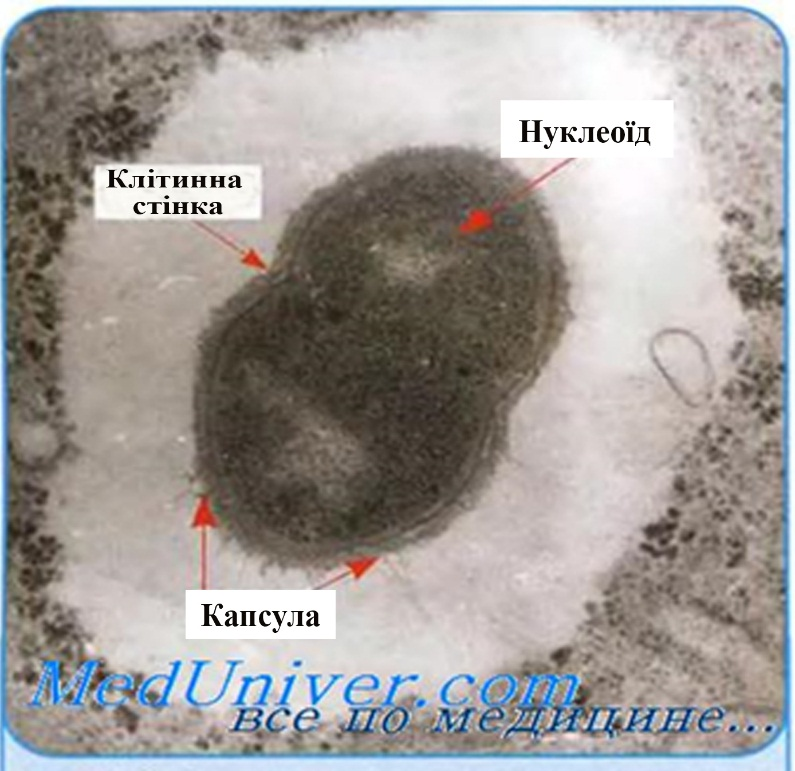 Нуклеоїд
Клітинна
стінка
Капсула
MedUniver.com
все по медицине...